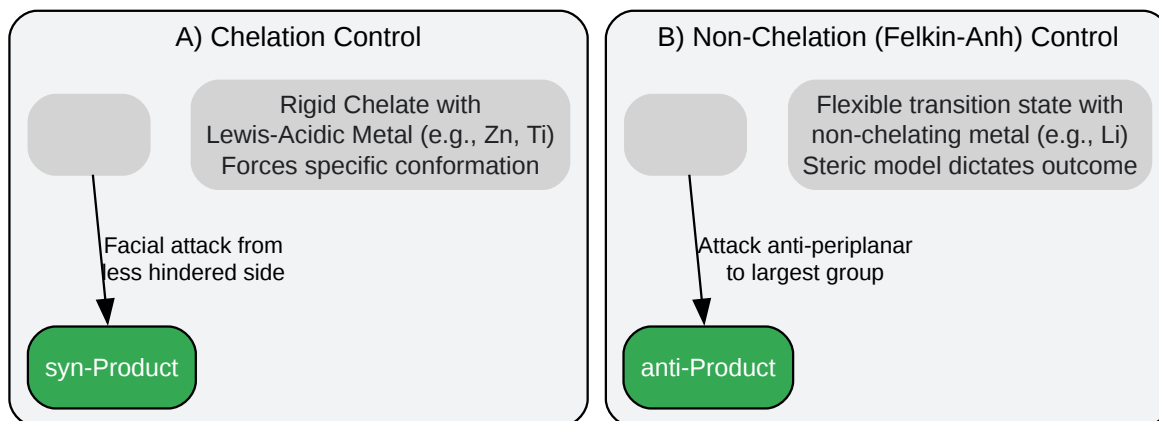 A) Chelation Control
Rigid Chelate with
Lewis-Acidic Metal (e.g., Zn, Ti)
Forces specific conformation
Facial attack from
less hindered side
syn-Product
B) Non-Chelation (Felkin-Anh) Control
Flexible transition state with
non-chelating metal (e.g., Li)
Steric model dictates outcome
Attack anti-periplanar
to largest group
anti-Product